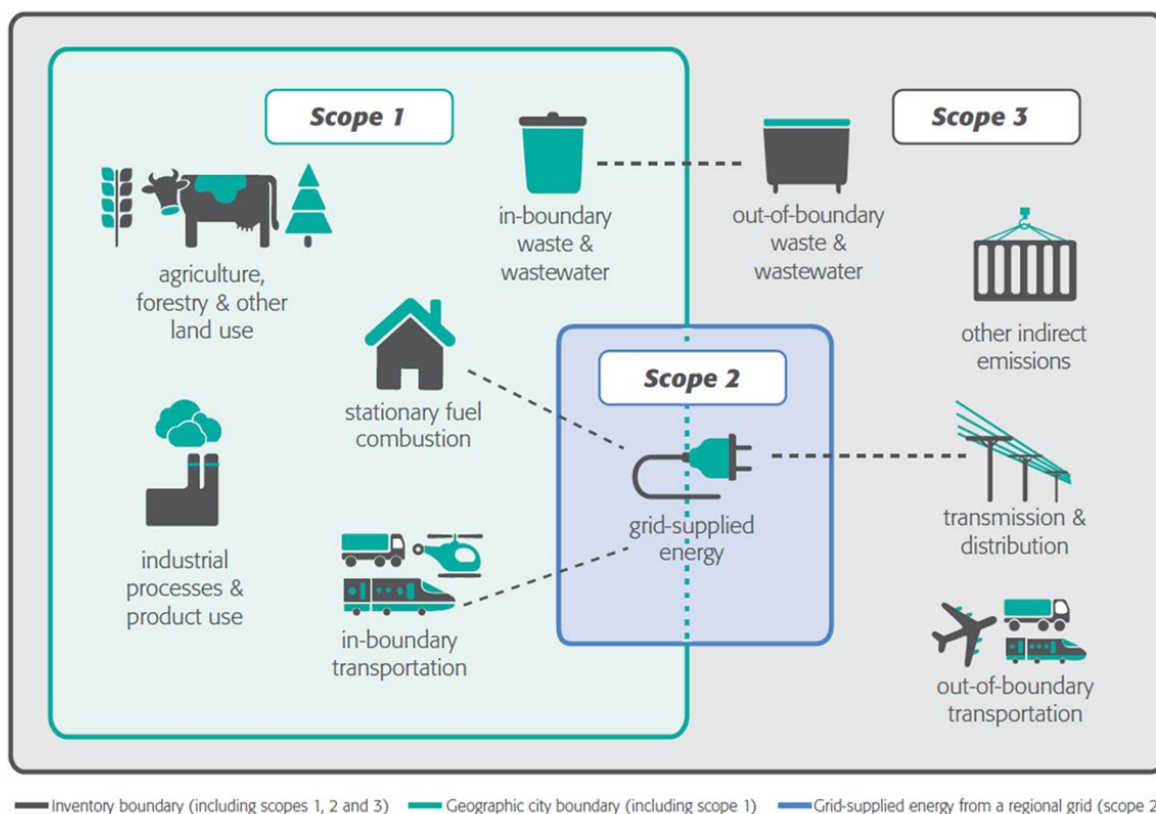 Scope 1
Scope 3
in-boundary
waste &
wastewater
out-of-boundary
waste &
wastewater
agriculture,
forestry & other
land use
other indirect
emissions
Scope 2
stationary fuel
combustion
grid-supplied
energy
transmission &
distribution
industrial
processes &
product use
in-boundary
transportation
out-of-boundary
transportation
Inventory boundary (including scopes 1, 2 and 3) Geographic city boundary (including scope 1) Grid-supplied energy from a regional grid (scope 2